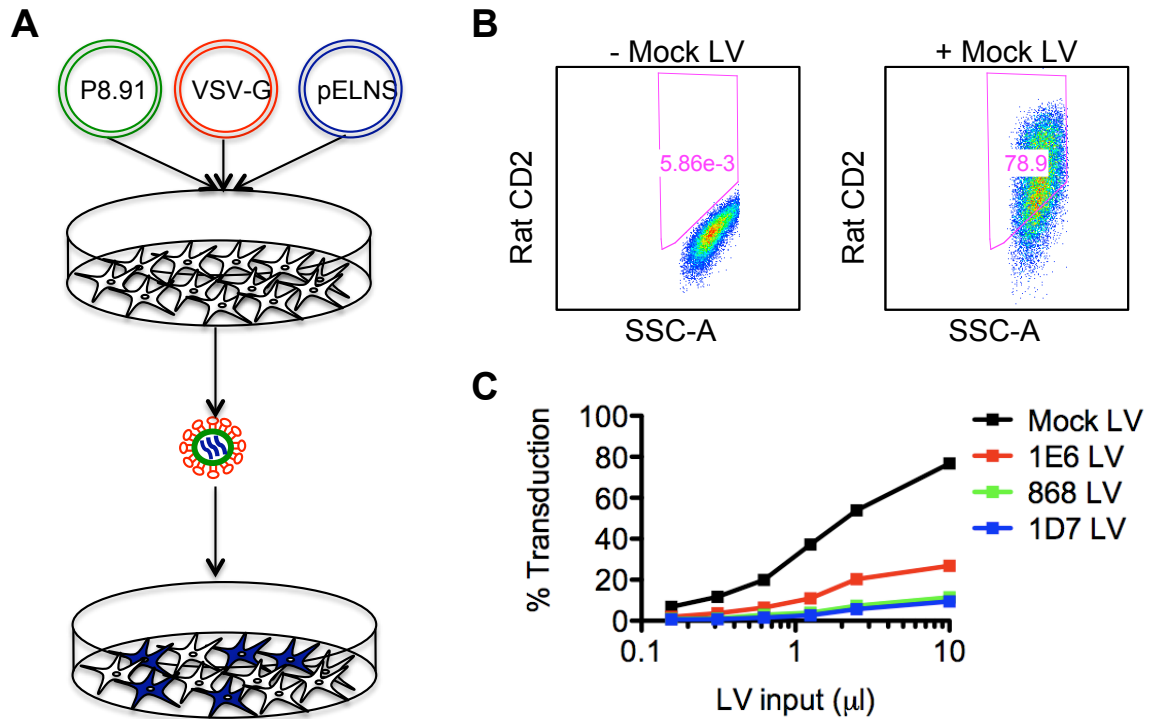 A
P8.91
VSV-G
pELNS
B
- Mock LV
+ Mock LV
Rat CD2
5.86e-3
SSC-A
Rat CD2
78.9
SSC-A
C
% Transduction
100
80
60
40
20
0
0.1
1
10
LV input (µl)
Mock LV
1E6 LV
868 LV
1D7 LV